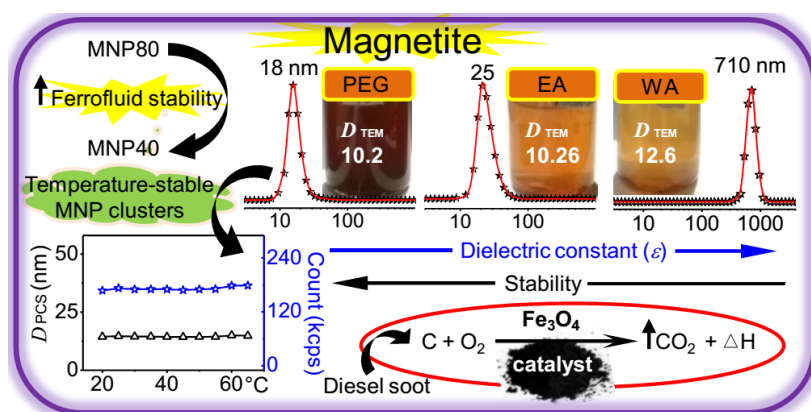 Magnetite
MNP80
↑ Ferrofluid stability
MNP40
Temperature-stable
MNP clusters
18 nm
PEG
D TEM
10.2
10 100
25
EA
D TEM
10.26
10 100
WA
710 nm
D TEM
12.6
10 100 1000
Dielectric constant (ε)
Stability
D PCS (nm)
50
25
0
240
180
120
60
0
Count (kcps)
20 40 60°C
Fe₃O₄
C + O₂ ↑CO₂ + △H
catalyst
Diesel soot